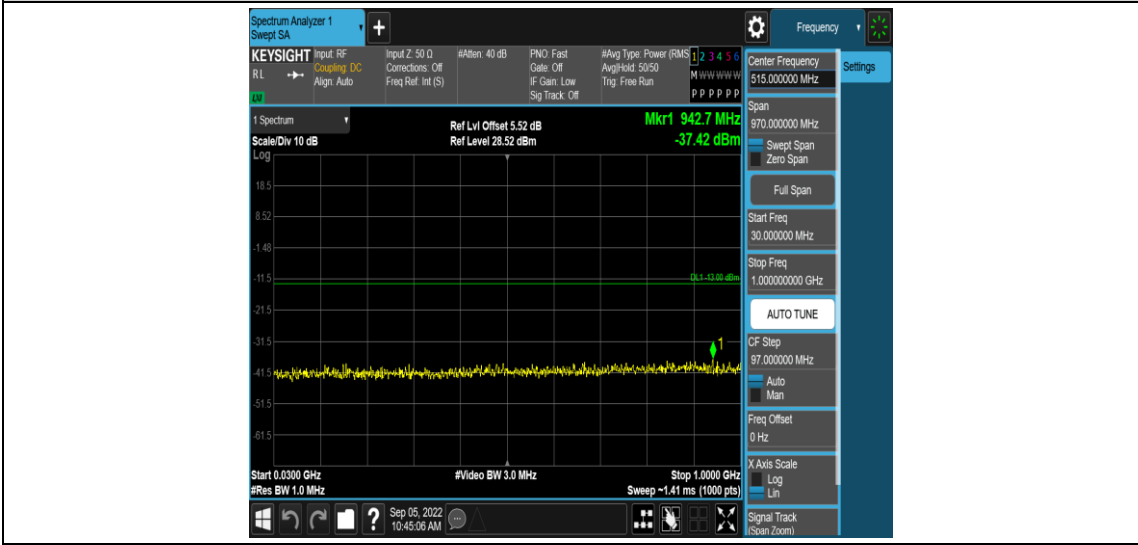 Spectrum Analyzer 1
Swept SA
Frequency
KEYSIGHT
RL
LM
Input: RF
Coupling: DC
Align: Auto
Input Z: 50 Ω
Corrections: Off
Freq Ref: Int (S)
#Atten: 40 dB
PNO: Fast
Gate: Off
IF Gain: Low
Sig Track: Off
#Avg Type: Power (RMS
Avg|Hold: 50/50
Trig: Free Run
1 2 3 4 5 6
M W W W W W
P P P P P P
1 Spectrum
Scale/Div 10 dB
Ref Lvl Offset 5.52 dB
Ref Level 28.52 dBm
Mkr1 942.7 MHz
-37.42 dBm
Log
18.5
8.52
-1.48
-11.5
DL1 -13.00 dBm
-21.5
-31.5
1
-41.5
-51.5
-61.5
Start 0.0300 GHz
#Video BW 3.0 MHz
Stop 1.0000 GHz
#Res BW 1.0 MHz
Sweep ~1.41 ms (1000 pts)
Sep 05, 2022
10:45:06 AM
Center Frequency
515.000000 MHz
Settings
Span
970.000000 MHz
Swept Span
Zero Span
Full Span
Start Freq
30.000000 MHz
Stop Freq
1.000000000 GHz
AUTO TUNE
CF Step
97.000000 MHz
Auto
Man
Freq Offset
0 Hz
X Axis Scale
Log
Lin
Signal Track
(Span Zoom)